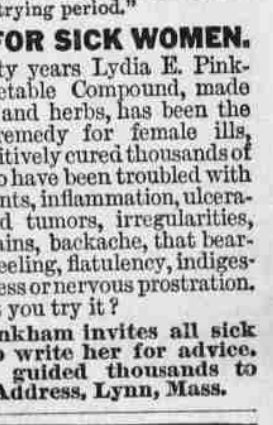 trying period."
FOR SICK WOMEN.
ty years Lydia E. Pink-
etable Compound, made
and herbs, has been the
remedy for female ills,
itively cured thousands of
o have been troubled with
nts, inflammation, ulcera-
d tumors, irregularities,
ains, backache, that bear-
eeling, flatulency, indiges-
ess or nervous prostration.
s you try it?
nkham invites all sick
o write her for advice.
guided thousands to
Address, Lynn, Mass.